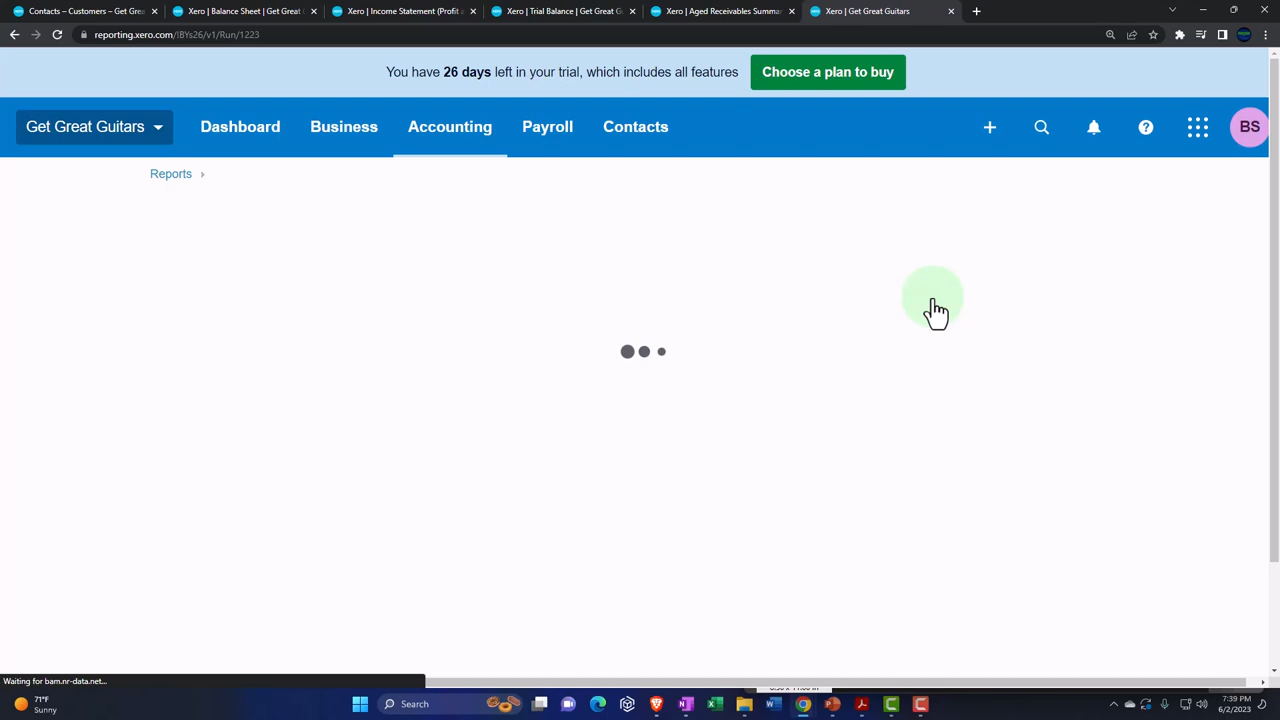 Contacts – Customers – Get Grea
Xero | Balance Sheet | Get Great
Xero | Income Statement (Profit a
Xero | Trial Balance | Get Great G
Xero | Aged Receivables Summar
Xero | Get Great Guitars
reporting.xero.com/!BYs26/v1/Run/1223
You have 26 days left in your trial, which includes all features
Choose a plan to buy
Get Great Guitars
Dashboard
Business
Accounting
Payroll
Contacts
BS
Reports
Waiting for bam.nr-data.net...
71°F
Sunny
Search
7:39 PM
6/2/2023